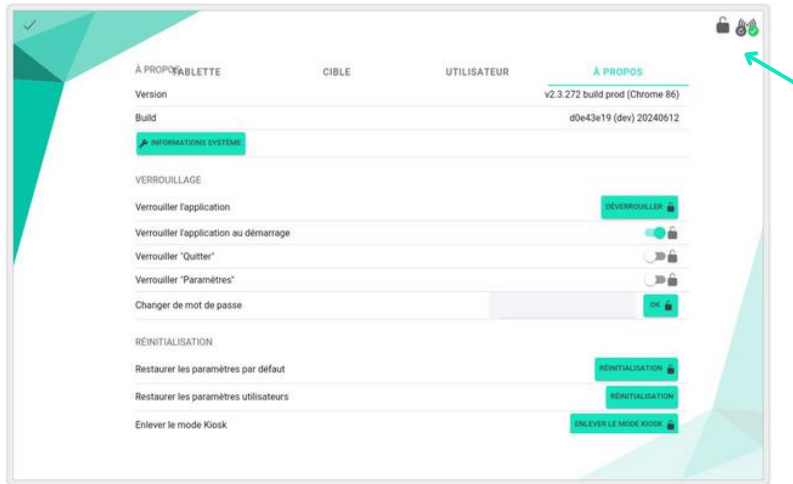 À PROPOS TABLETTE CIBLE UTILISATEUR À PROPOS
Version v2.3.272 build prod (Chrome 86)
Build d0e43e19 (dev) 20240612
INFORMATIONS SYSTÈME
VERROUILLAGE
Verrouiller l'application DÉVERROUILLER
Verrouiller l'application au démarrage
Verrouiller "Quitter"
Verrouiller "Paramètres"
Changer de mot de passe OK
RÉINITIALISATION
Restaurer les paramètres par défaut RÉINITIALISATION
Restaurer les paramètres utilisateurs RÉINITIALISATION
Enlever le mode Kiosk ENLEVER LE MODE KIOSK